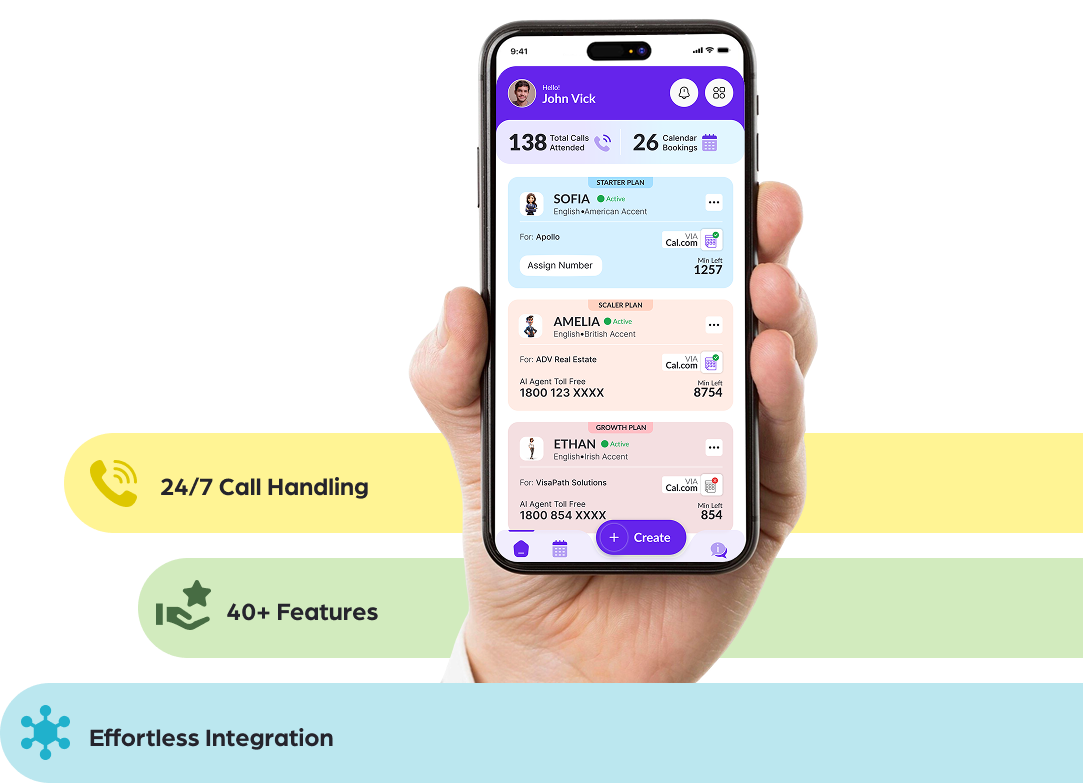 9:41
Hello!
John Vick
138 Total Calls Attended
26 Calendar Bookings
STARTER PLAN
SOFIA Active
English•American Accent
For: Apollo
VIA Cal.com
Assign Number
Min Left
1257
SCALER PLAN
AMELIA Active
English•British Accent
For: ADV Real Estate
VIA Cal.com
AI Agent Toll Free
1800 123 XXXX
Min Left
8754
GROWTH PLAN
ETHAN Active
English•Irish Accent
For: VisaPath Solutions
VIA Cal.com
AI Agent Toll Free
1800 854 XXXX
Min Left
854
+ Create
24/7 Call Handling
40+ Features
Effortless Integration